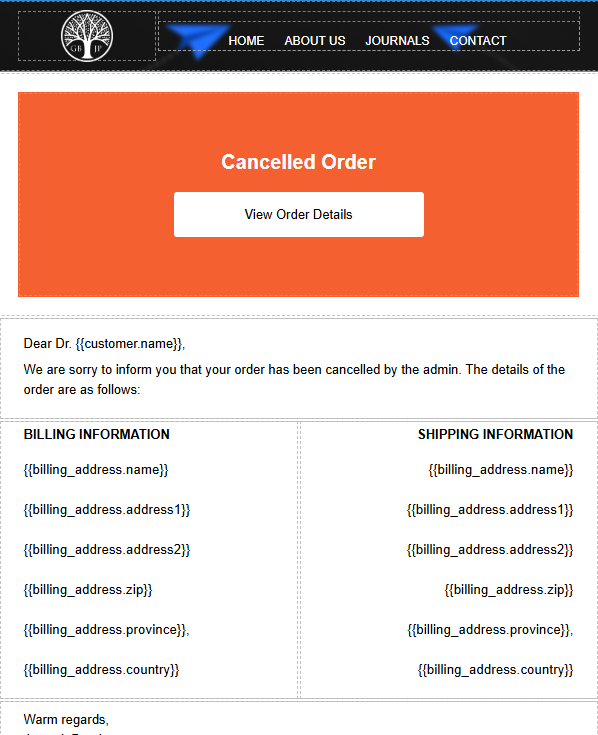 GB JP
HOME ABOUT US JOURNALS CONTACT
Cancelled Order
View Order Details
Dear Dr. {{customer.name}},
We are sorry to inform you that your order has been cancelled by the admin. The details of the
order are as follows:
BILLING INFORMATION
{{billing_address.name}}
{{billing_address.address1}}
{{billing_address.address2}}
{{billing_address.zip}}
{{billing_address.province}},
{{billing_address.country}}
SHIPPING INFORMATION
{{billing_address.name}}
{{billing_address.address1}}
{{billing_address.address2}}
{{billing_address.zip}}
{{billing_address.province}},
{{billing_address.country}}
Warm regards,